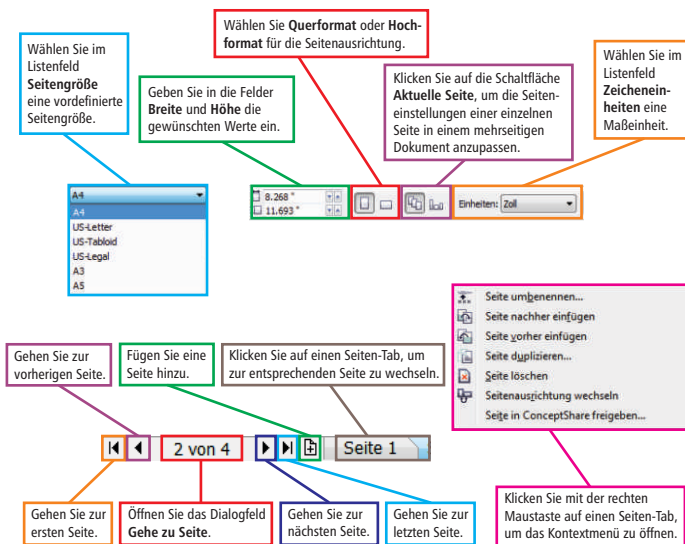 Wählen Sie Querformat oder Hoch-
format für die Seitenausrichtung.
Wählen Sie im
Listenfeld
Seitengröße
eine vordefinierte
Seitengröße.
Geben Sie in die Felder
Breite und Höhe die
gewünschten Werte ein.
Klicken Sie auf die Schaltfläche
Aktuelle Seite, um die Seiten-
einstellungen einer einzelnen
Seite in einem mehrseitigen
Dokument anzupassen.
Wählen Sie im
Listenfeld
Zeichenein-
heiten eine
Maßeinheit.
A4
A4
US-Letter
US-Tabloid
US-Legal
A3
A5
8.268 "
11.693 "
Einheiten: Zoll
Seite umbenennen...
Seite nachher einfügen
Seite vorher einfügen
Seite duplizieren...
Seite löschen
Seitenausrichtung wechseln
Seite in ConceptShare freigeben...
Gehen Sie zur
vorherigen Seite.
Fügen Sie eine
Seite hinzu.
Klicken Sie auf einen Seiten-Tab, um
zur entsprechenden Seite zu wechseln.
2 von 4
Seite 1
Gehen Sie zur
ersten Seite.
Öffnen Sie das Dialogfeld
Gehe zu Seite.
Gehen Sie zur
nächsten Seite.
Gehen Sie zur
letzten Seite.
Klicken Sie mit der rechten
Maustaste auf einen Seiten-Tab,
um das Kontextmenü zu öffnen.